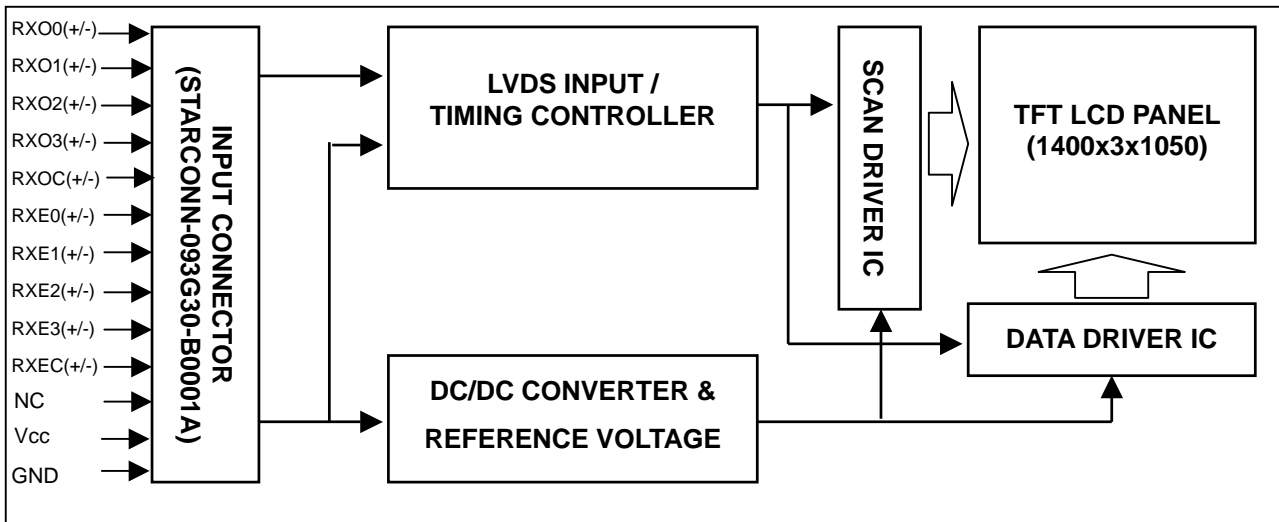 RXO0(+/-)
RXO1(+/-)
RXO2(+/-)
RXO3(+/-)
RXOC(+/-)
RXE0(+/-)
RXE1(+/-)
RXE2(+/-)
RXE3(+/-)
RXEC(+/-)
NC
Vcc
GND
INPUT CONNECTOR
(STARCONN-093G30-B0001A)
LVDS INPUT /
TIMING CONTROLLER
DC/DC CONVERTER &
REFERENCE VOLTAGE
SCAN DRIVER IC
TFT LCD PANEL
(1400x3x1050)
DATA DRIVER IC